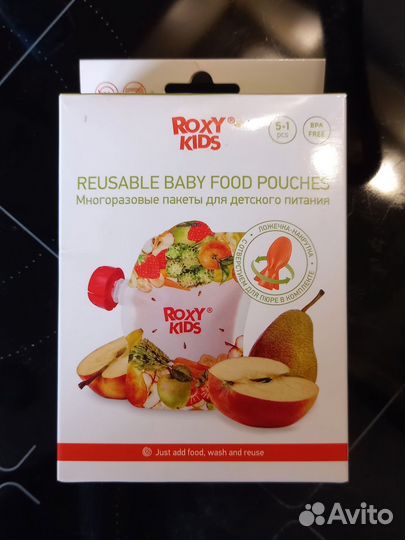 ROXY®
KIDS
5+1
pcs
BPA
FREE
REUSABLE BABY FOOD POUCHES
Многоразовые пакеты для детского питания
ЛОЖЕЧКА-НАКРУТКА
С ОТВЕРСТИЕМ ДЛЯ ПЮРЕ В КОМПЛЕКТЕ
ROXY®
KIDS
Just add food, wash and reuse
Avito